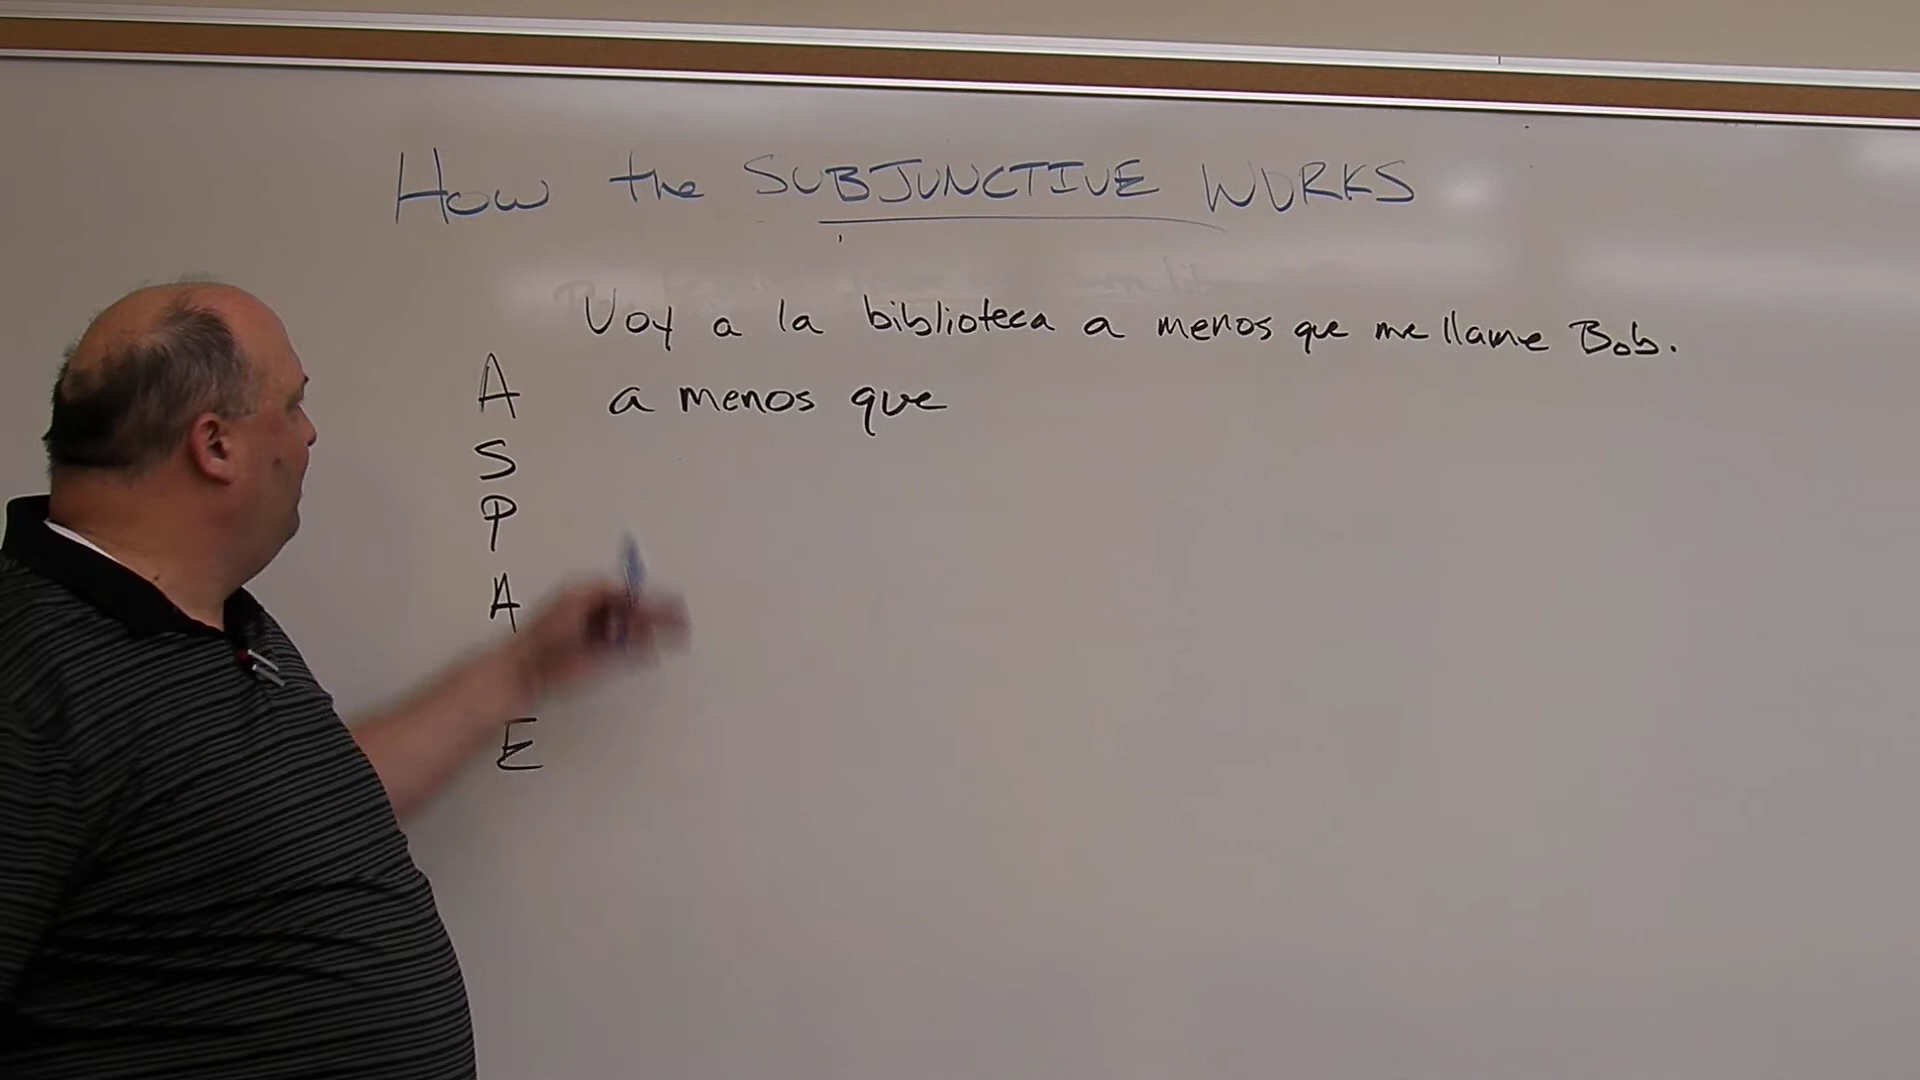 How the SUBJUNCTIVE WORKS
Voy a la biblioteca a menos que me llame Bob.
A a menos que
S
P
A
E